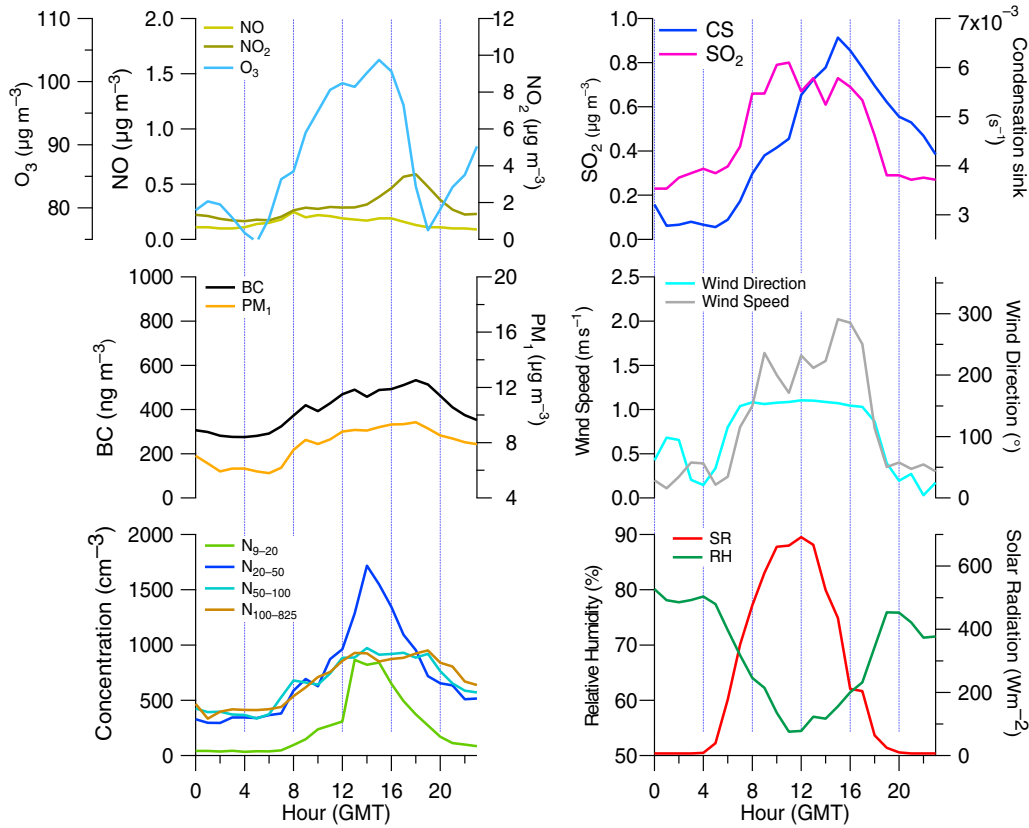 O₃ (µg m⁻³)
110
100
90
80
NO (µg m⁻³)
2.0
1.5
1.0
0.5
0.0
NO
NO₂
O₃
12
10
8
6
4
2
0
NO₂ (µg m⁻³)
SO₂ (µg m⁻³)
1.0
0.8
0.6
0.4
0.2
0.0
CS
SO₂
7x10⁻³
6
5
4
3
Condensation sink
(s⁻¹)
BC (ng m⁻³)
1000
800
600
400
200
0
BC
PM₁
20
16
12
8
4
PM₁ (µg m⁻³)
Wind Speed (m s⁻¹)
2.5
2.0
1.5
1.0
0.5
0.0
Wind Direction
Wind Speed
300
200
100
0
Wind Direction (°)
Concentration (cm⁻³)
2000
1500
1000
500
0
N₉₋₂₀
N₂₀₋₅₀
N₅₀₋₁₀₀
N₁₀₀₋₈₂₅
0 4 8 12 16 20
Hour (GMT)
Relative Humidity (%)
90
80
70
60
50
SR
RH
600
400
200
0
Solar Radiation (Wm⁻²)
0 4 8 12 16 20
Hour (GMT)